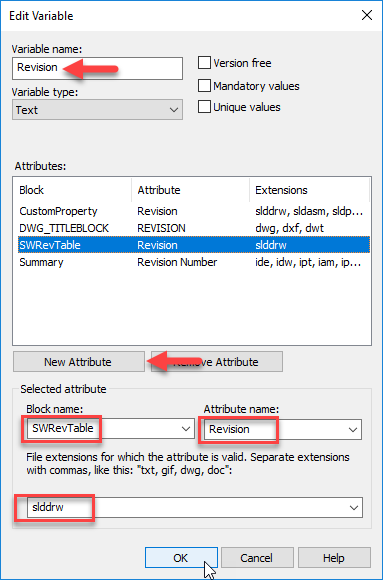 Edit Variable
Variable name:
Revision
Version free
Mandatory values
Variable type:
Unique values
Text
Attributes:
Block Attribute Extensions
CustomProperty Revision slddrw, sldasm, sldp...
DWG_TITLEBLOCK REVISION dwg, dxf, dwt
SWRevTable Revision slddrw
Summary Revision Number ide, idw, ipt, iam, ip...
New Attribute Remove Attribute
Selected attribute
Block name: Attribute name:
SWRevTable Revision
File extensions for which the attribute is valid. Separate extensions
with commas, like this: "txt, gif, dwg, doc":
slddrw
OK Cancel Help